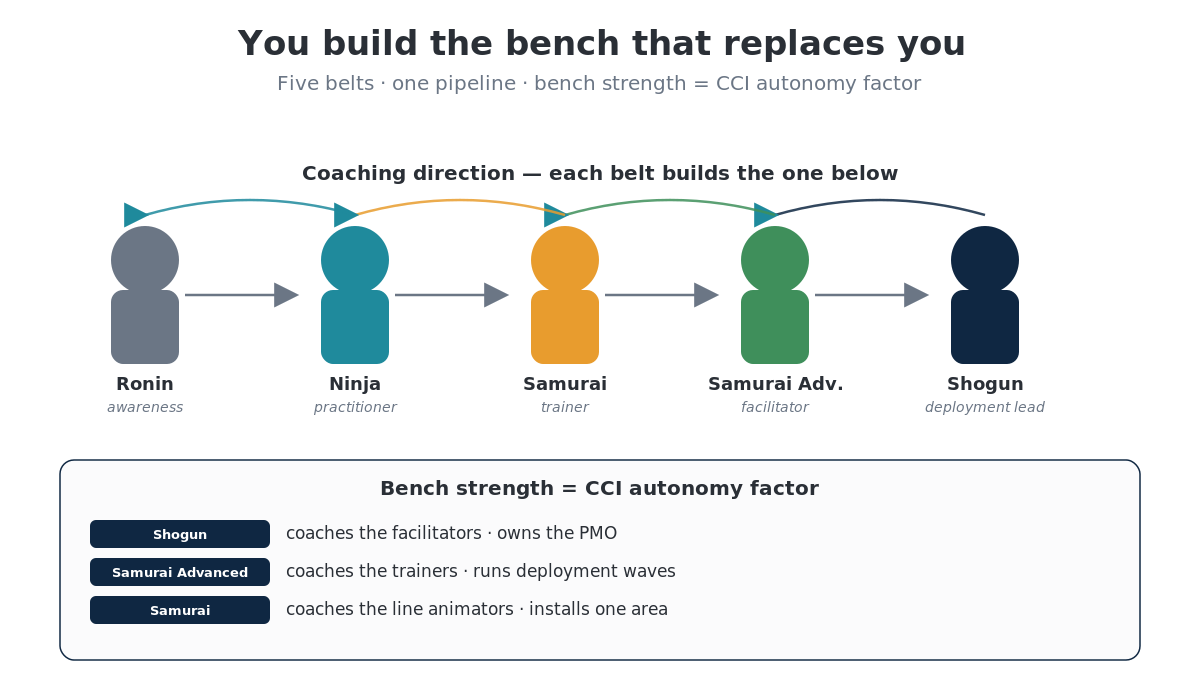 You build the bench that replaces you
Five belts · one pipeline · bench strength = CCI autonomy factor
Coaching direction — each belt builds the one below
Ronin
awareness
Ninja
practitioner
Samurai
trainer
Samurai Adv.
facilitator
Shogun
deployment lead
Bench strength = CCI autonomy factor
Shogun coaches the facilitators · owns the PMO
Samurai Advanced coaches the trainers · runs deployment waves
Samurai coaches the line animators · installs one area